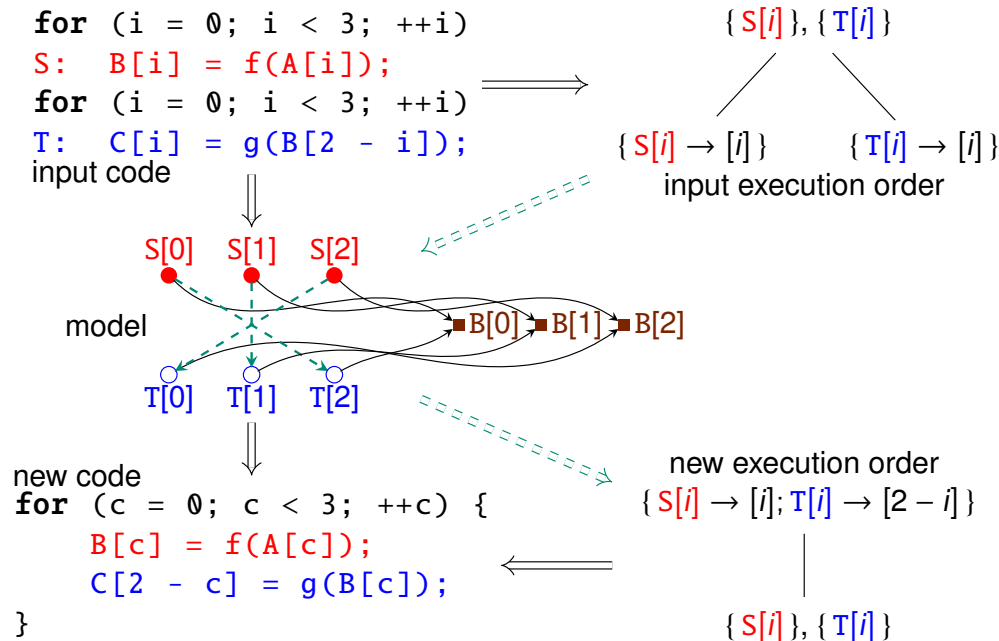 for (i = 0; i < 3; ++i)
S: B[i] = f(A[i]);
for (i = 0; i < 3; ++i)
T: C[i] = g(B[2 - i]);
input code
{ S[i] }, { T[i] }
{ S[i] → [i] } { T[i] → [i] }
input execution order
S[0] S[1] S[2]
model
B[0] B[1] B[2]
T[0] T[1] T[2]
new code
for (c = 0; c < 3; ++c) {
B[c] = f(A[c]);
C[2 - c] = g(B[c]);
}
new execution order
{ S[i] → [i]; T[i] → [2 − i] }
{ S[i] }, { T[i] }